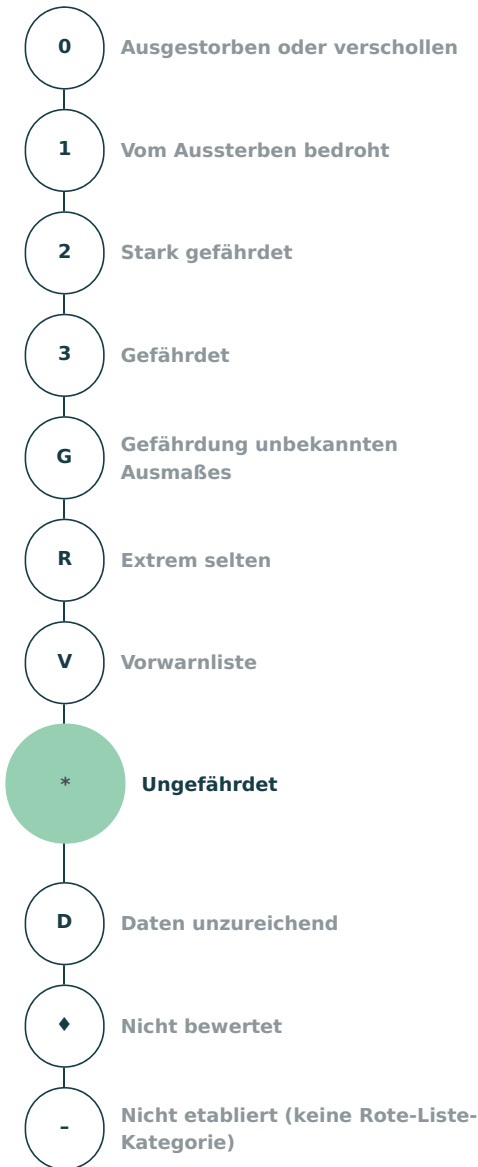 0 Ausgestorben oder verschollen
1 Vom Aussterben bedroht
2 Stark gefährdet
3 Gefährdet
G Gefährdung unbekannten
Ausmaßes
R Extrem selten
V Vorwarnliste
* Ungefährdet
D Daten unzureichend
♦ Nicht bewertet
– Nicht etabliert (keine Rote-Liste-
Kategorie)